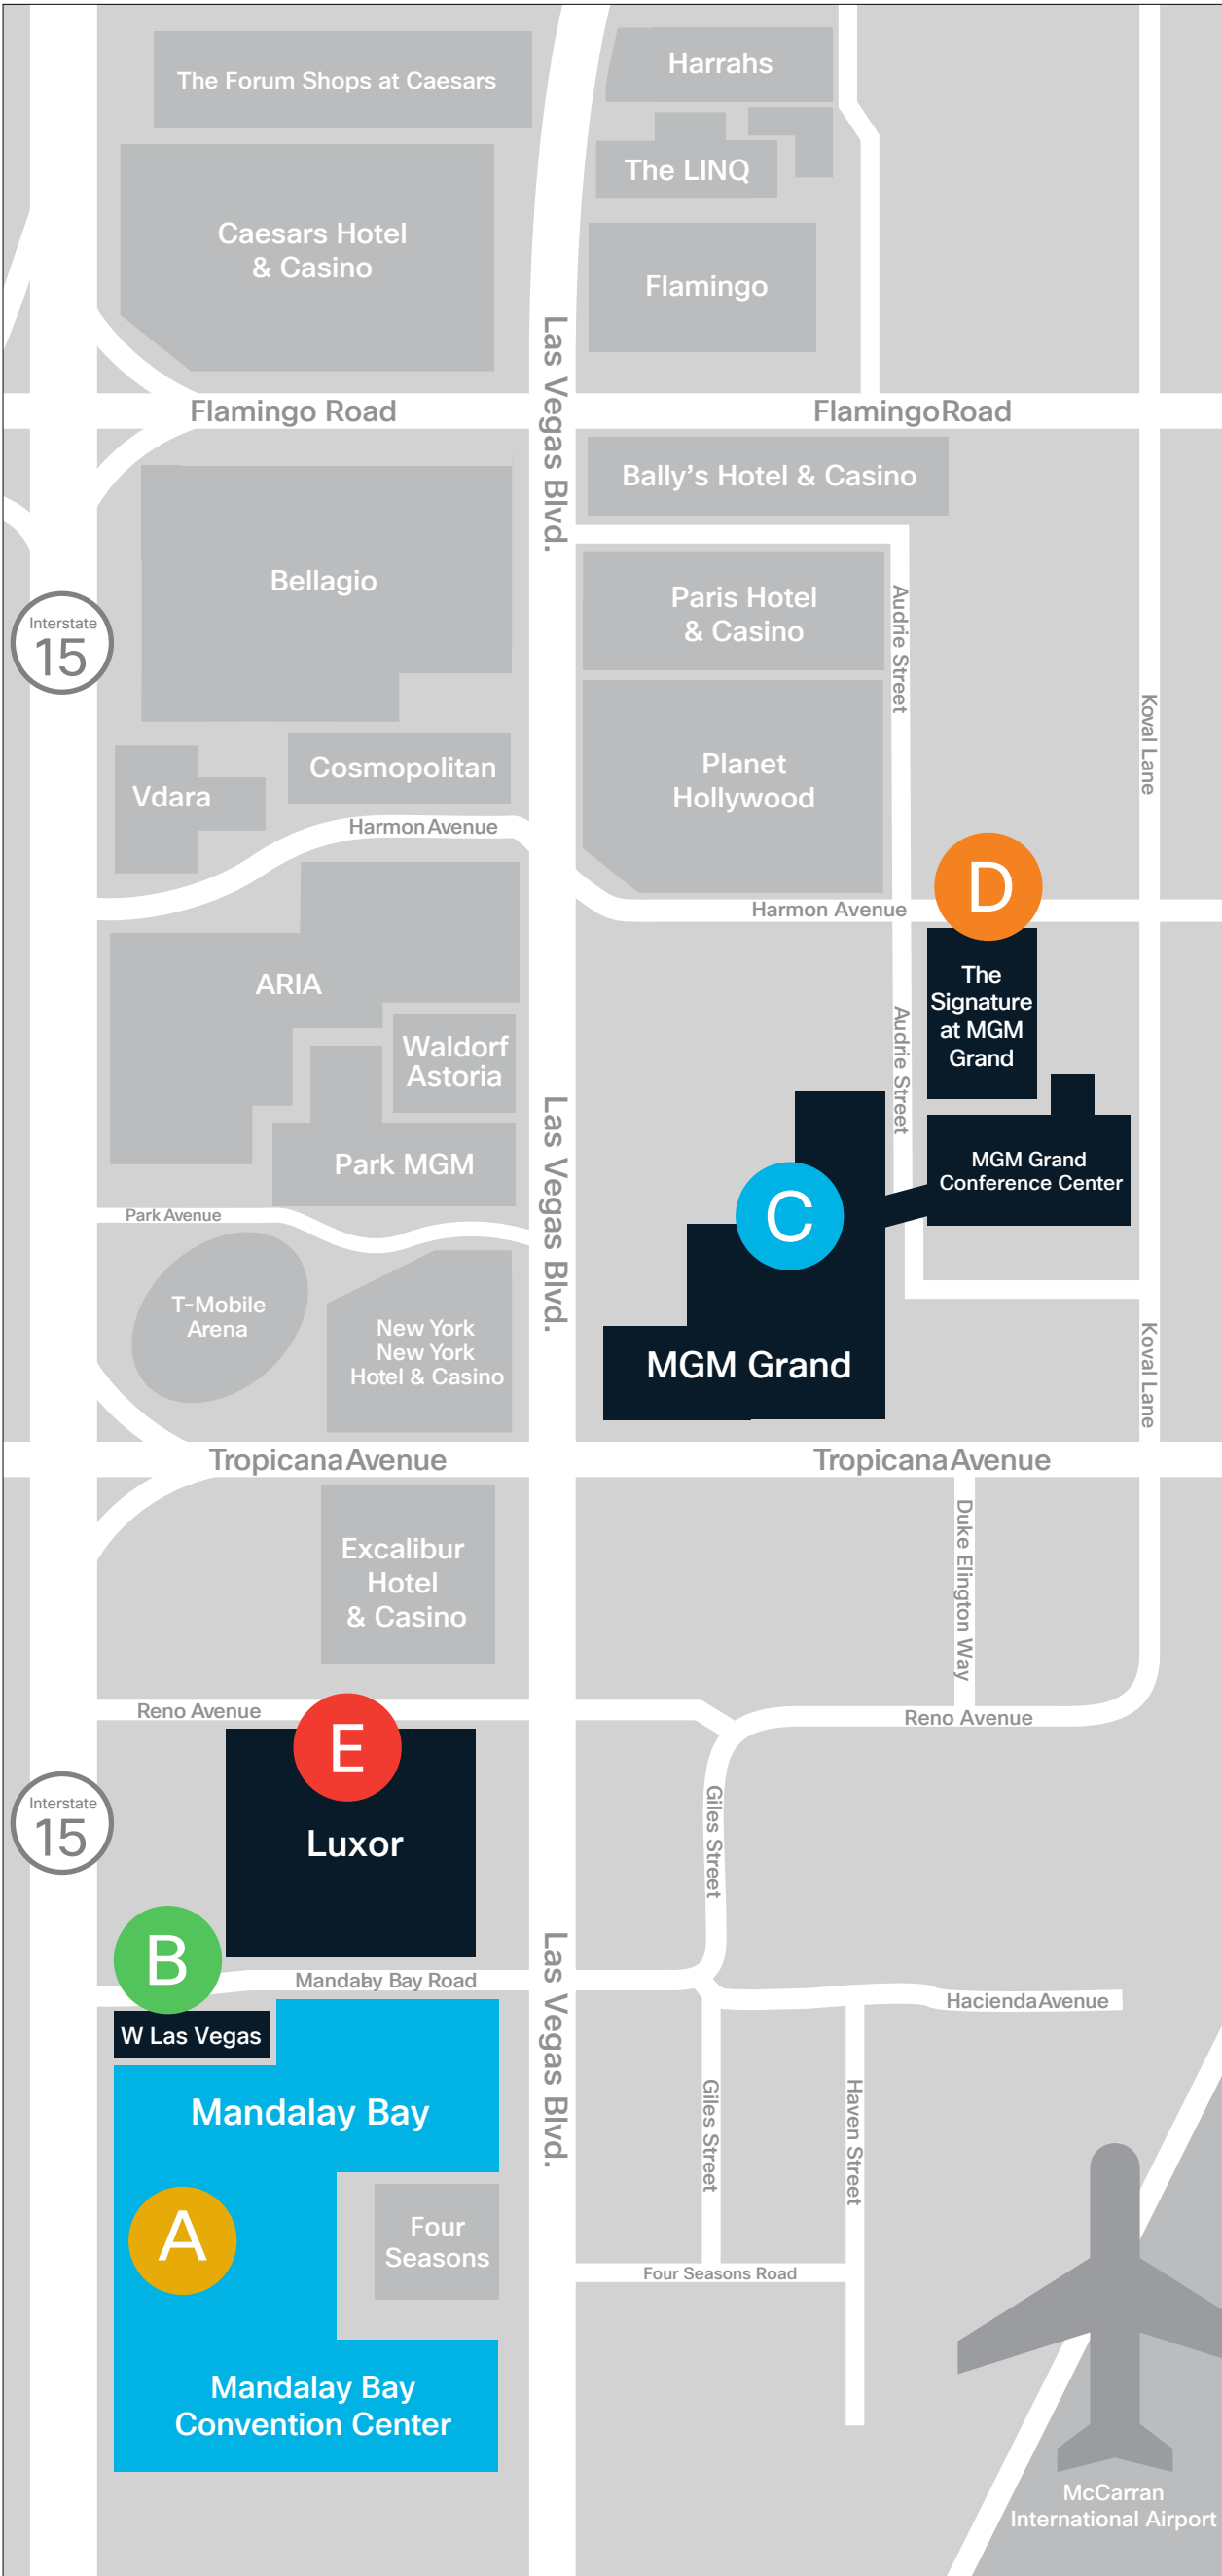 The Forum Shops at Caesars
Harrahs
The LINQ
Caesars Hotel
& Casino
Flamingo
Las Vegas Blvd.
Flamingo Road
FlamingoRoad
Bally's Hotel & Casino
Bellagio
Paris Hotel
& Casino
Audrie Street
Interstate
15
Koval Lane
Cosmopolitan
Vdara
Planet
Hollywood
Harmon Avenue
D
Harmon Avenue
ARIA
The
Signature
at MGM
Grand
Waldorf
Astoria
Audrie Street
Las Vegas Blvd.
Park MGM
MGM Grand
Conference Center
Park Avenue
C
T-Mobile
Arena
New York
New York
Hotel & Casino
MGM Grand
Koval Lane
TropicanaAvenue
TropicanaAvenue
Excalibur
Hotel
& Casino
Duke Elington Way
Reno Avenue
Reno Avenue
E
Luxor
Giles Street
Interstate
15
B
Las Vegas Blvd.
Mandalay Bay Road
HaciendaAvenue
W Las Vegas
Mandalay Bay
Giles Street
Haven Street
A
Four
Seasons
Four Seasons Road
Mandalay Bay
Convention Center
McCarran
International Airport